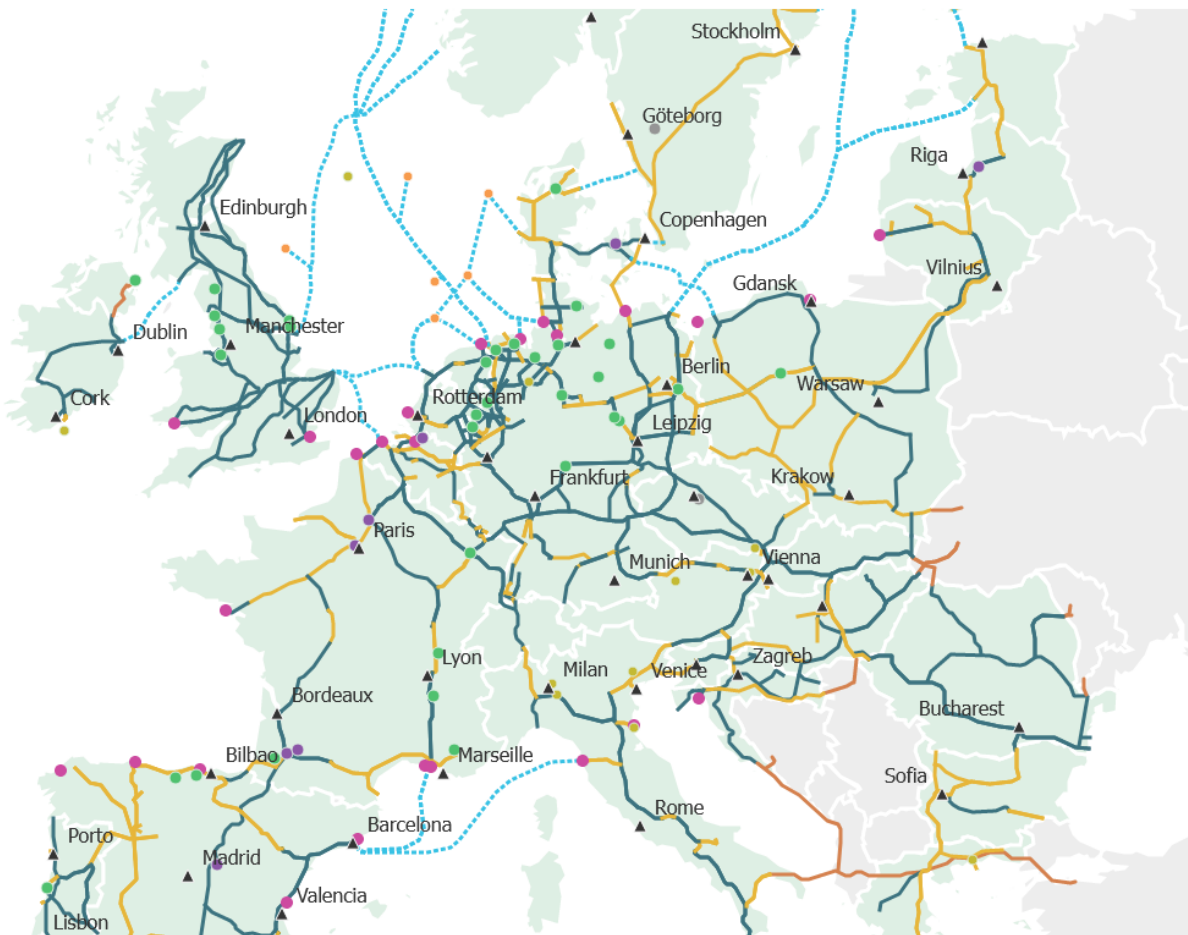 Stockholm
Göteborg
Riga
Edinburgh
Copenhagen
Vilnius
Gdansk
Dublin
Manchester
Berlin
Warsaw
Cork
Rotterdam
London
Leipzig
Frankfurt
Krakow
Paris
Vienna
Munich
Lyon
Milan
Venice
Zagreb
Bordeaux
Bucharest
Bilbao
Marseille
Sofia
Rome
Barcelona
Porto
Madrid
Valencia
Lisbon